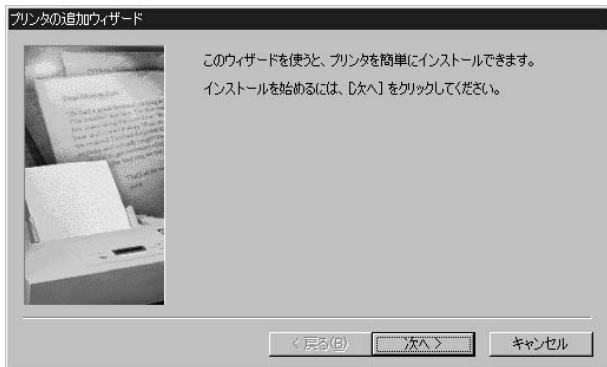 プリンタの追加ウィザード
このウィザードを使うと、プリンタを簡単にインストールできます。
インストールを始めるには、[次へ] をクリックしてください。
< 戻る(B)
次へ >
キャンセル